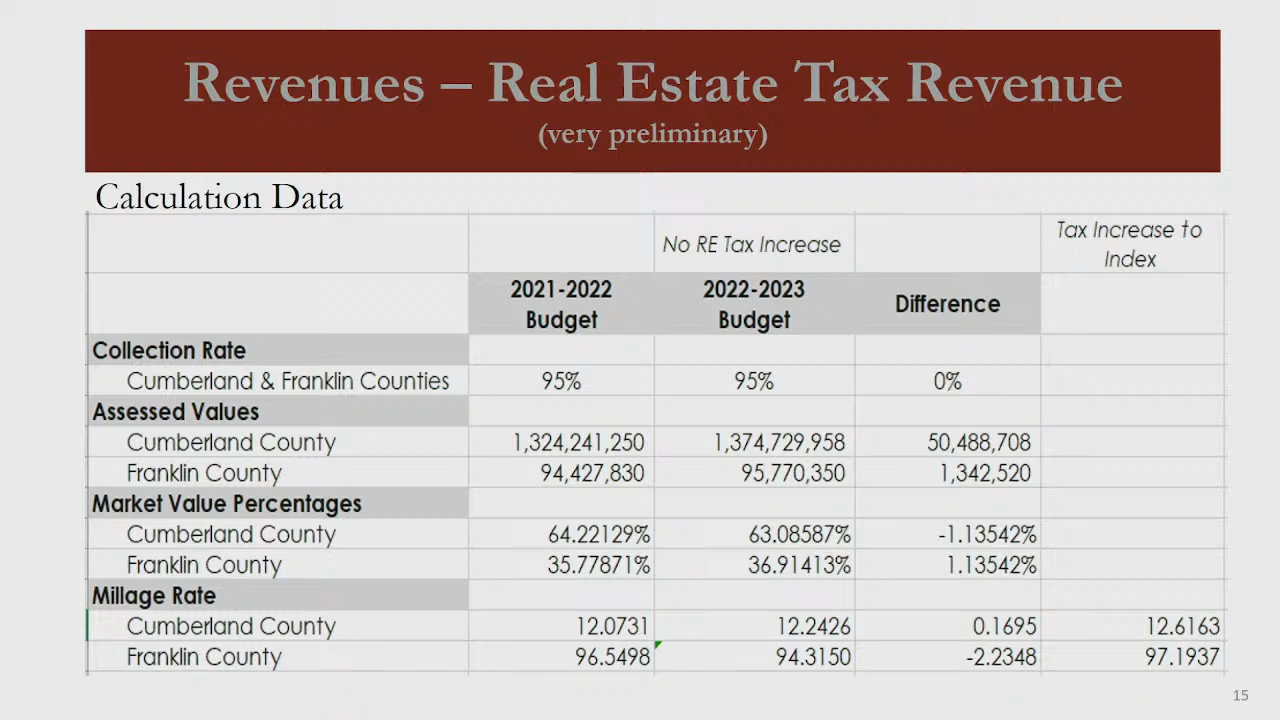 Revenues – Real Estate Tax Revenue
(very preliminary)
Calculation Data
No RE Tax Increase
Tax Increase to
Index
2021-2022 Budget
2022-2023 Budget
Difference
Collection Rate
Cumberland & Franklin Counties 95% 95% 0%
Assessed Values
Cumberland County 1,324,241,250 1,374,729,958 50,488,708
Franklin County 94,427,830 95,770,350 1,342,520
Market Value Percentages
Cumberland County 64.22129% 63.08587% -1.13542%
Franklin County 35.77871% 36.91413% 1.13542%
Millage Rate
Cumberland County 12.0731 12.2426 0.1695 12.6163
Franklin County 96.5498 94.3150 -2.2348 97.1937
15